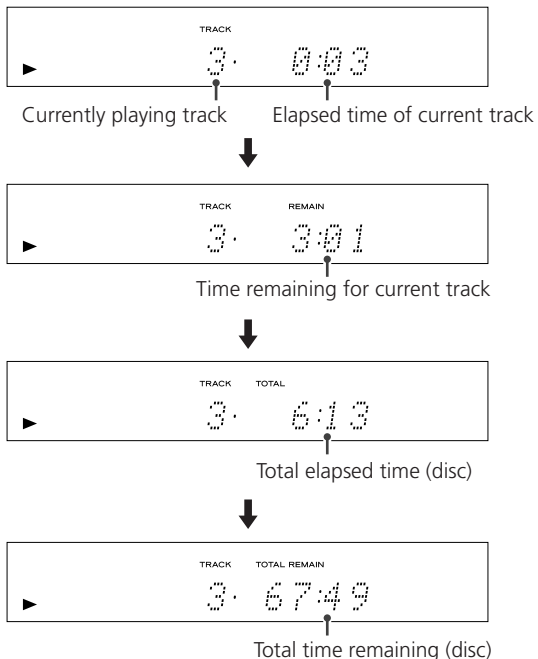 TRACK
3. 0:03
Currently playing track Elapsed time of current track
TRACK REMAIN
3. 3:01
Time remaining for current track
TRACK TOTAL
3. 6:13
Total elapsed time (disc)
TRACK TOTAL REMAIN
3. 67:49
Total time remaining (disc)